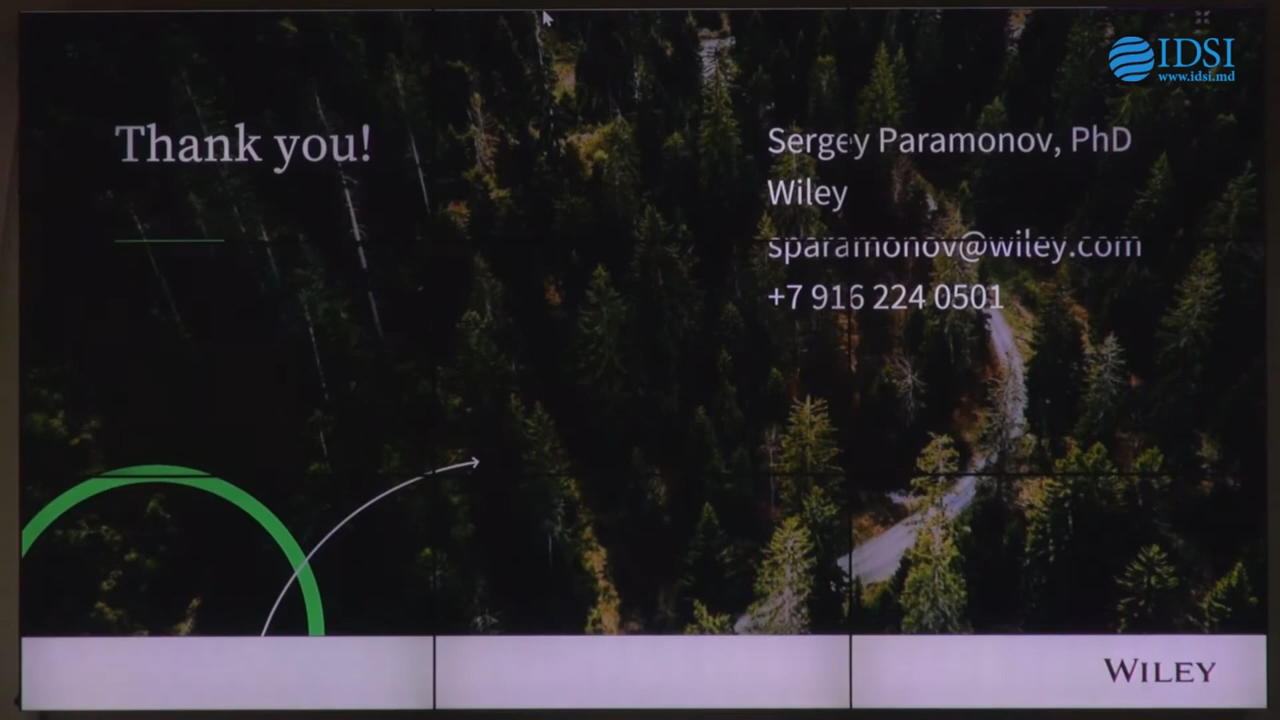 IDSI
www.idsi.md
Thank you!
Sergey Paramonov, PhD
Wiley
sparamonov@wiley.com
+7 916 224 0501
WILEY